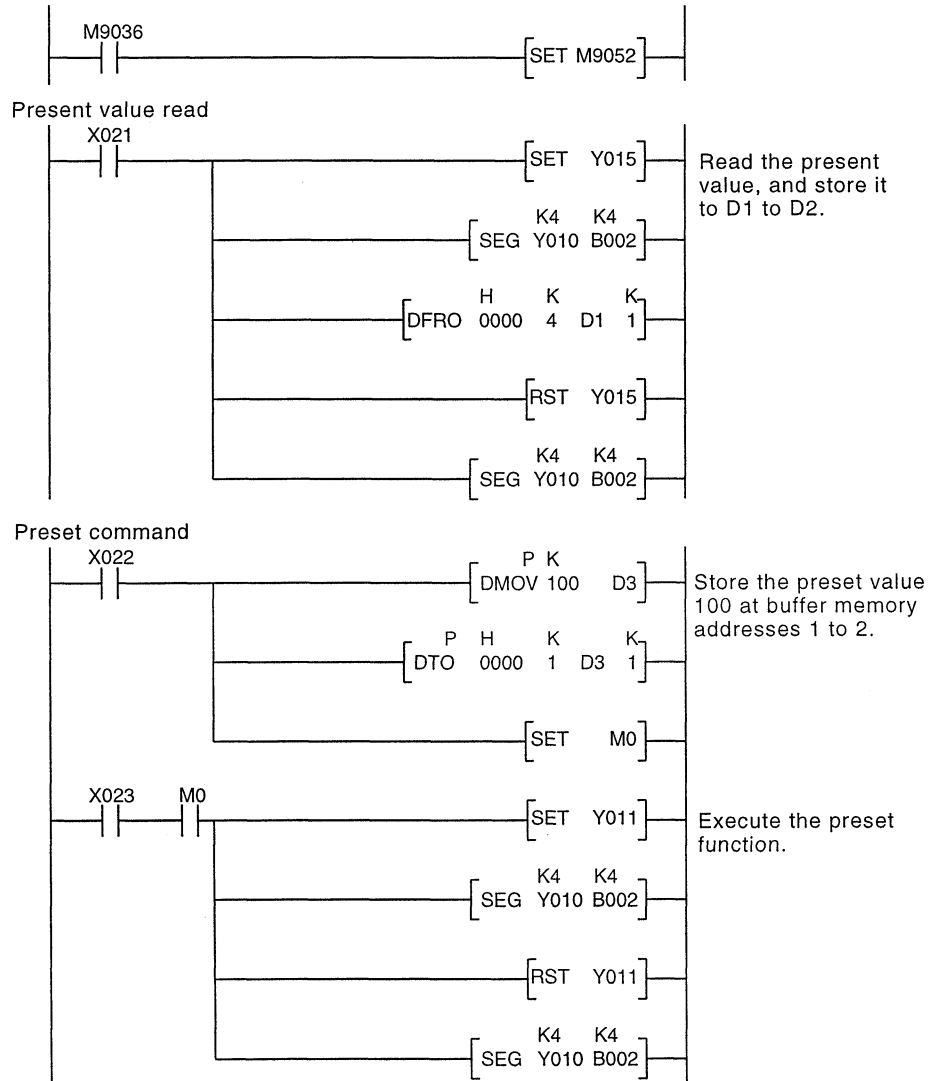 M9036
SET M9052
Present value read
X021
SET Y015
Read the present
value, and store it
to D1 to D2.
K4 K4
SEG Y010 B002
H K K
DFRO 0000 4 D1 1
RST Y015
K4 K4
SEG Y010 B002
Preset command
X022
P K
DMOV 100 D3
Store the preset value
100 at buffer memory
addresses 1 to 2.
P H K K
DTO 0000 1 D3 1
SET M0
X023 M0
SET Y011
Execute the preset
function.
K4 K4
SEG Y010 B002
RST Y011
K4 K4
SEG Y010 B002